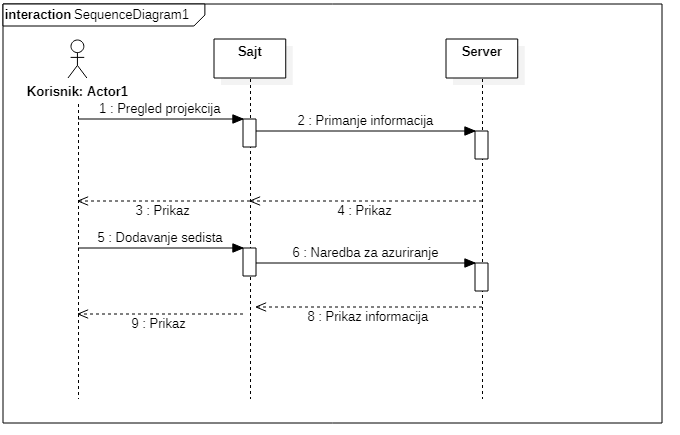 interaction SequenceDiagram1
Sajt
Server
Korisnik: Actor1
1 : Pregled projekcija
2 : Primanje informacija
3 : Prikaz
4 : Prikaz
5 : Dodavanje sedista
6 : Naredba za azuriranje
8 : Prikaz informacija
9 : Prikaz